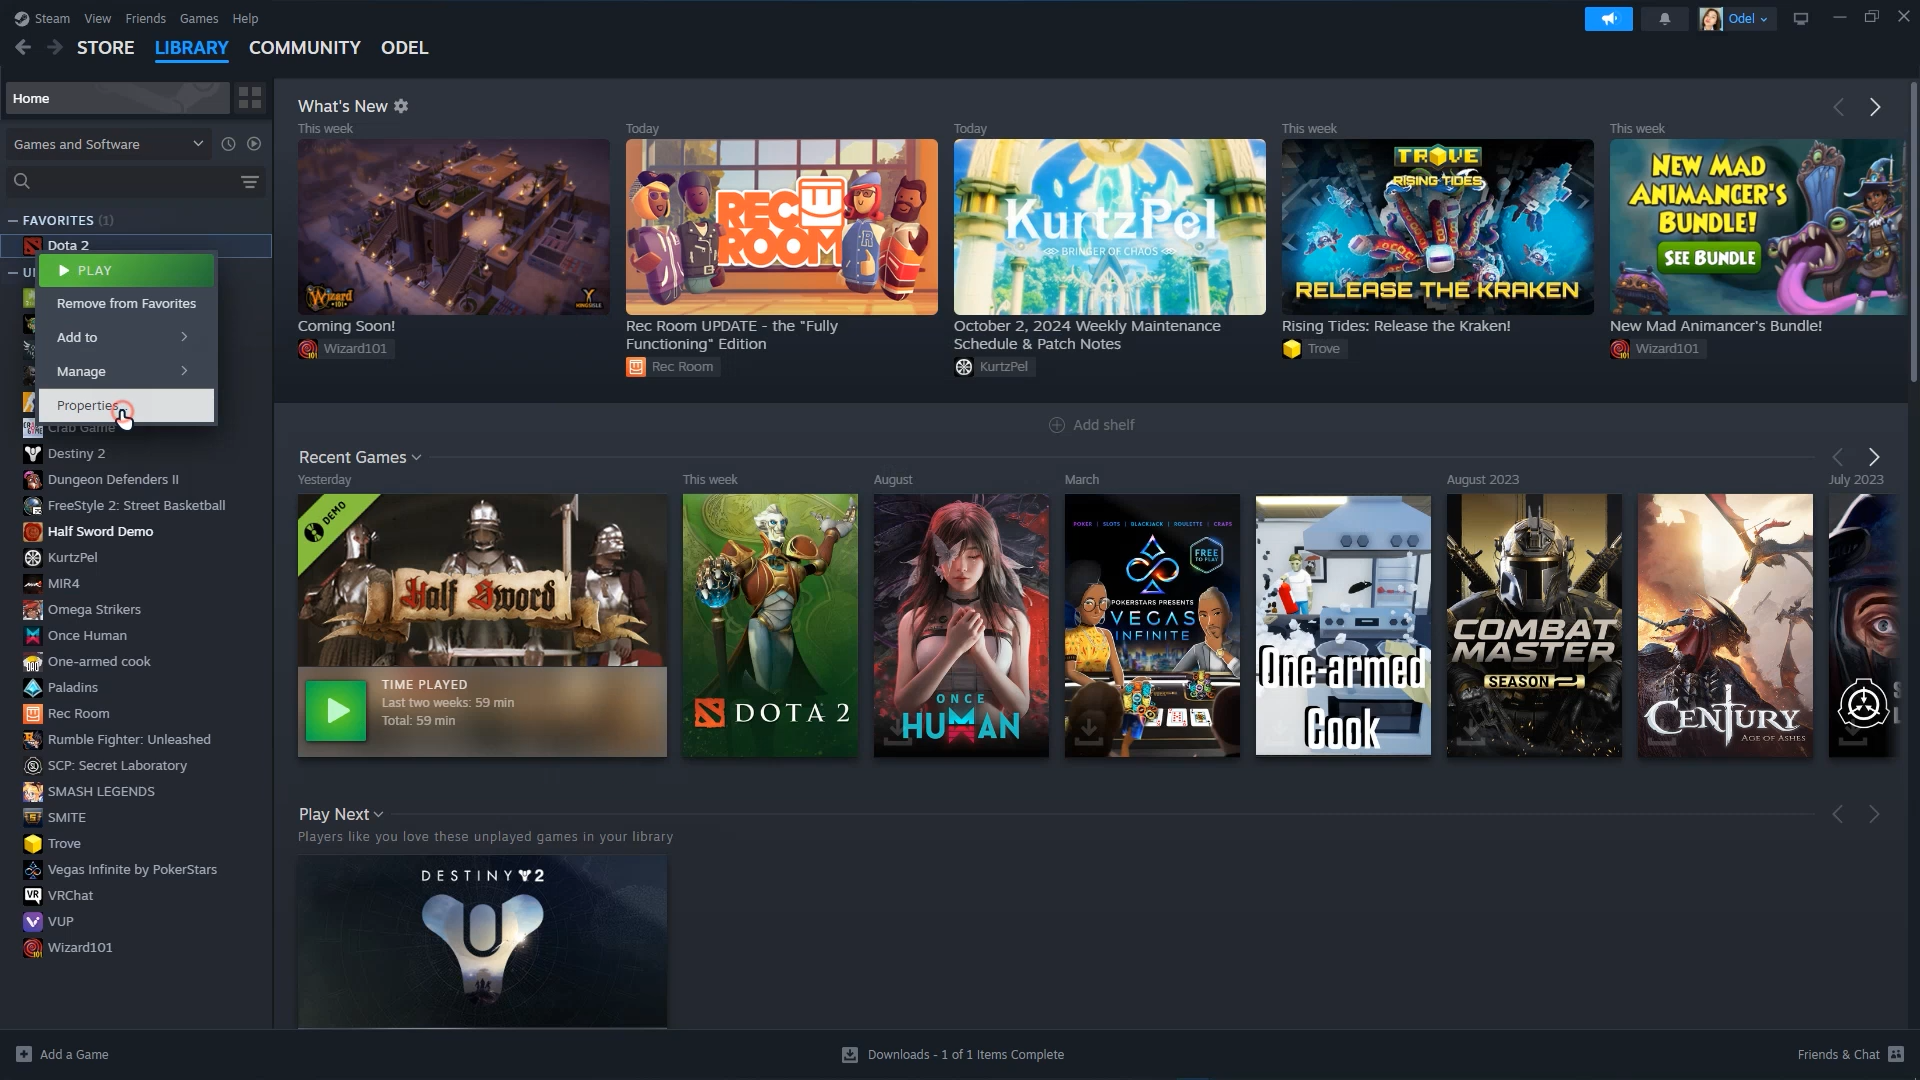 Steam View Friends Games Help
Odel
STORE LIBRARY COMMUNITY ODEL
Home
Games and Software
FAVORITES (1)
Dota 2
PLAY
Remove from Favorites
Add to
Manage
Properties...
Crab Game
Destiny 2
Dungeon Defenders II
FreeStyle 2: Street Basketball
Half Sword Demo
KurtzPel
MIR4
Omega Strikers
Once Human
One-armed cook
Paladins
Rec Room
Rumble Fighter: Unleashed
SCP: Secret Laboratory
SMASH LEGENDS
SMITE
Trove
Vegas Infinite by PokerStars
VRChat
VUP
Wizard101
What's New
This week
Wizard101
KINGSISLE
Coming Soon!
Wizard101
Today
REC ROOM
Rec Room UPDATE - the "Fully
Functioning" Edition
Rec Room
Today
KurtzPel
BRINGER OF CHAOS
October 2, 2024 Weekly Maintenance
Schedule & Patch Notes
KurtzPel
This week
TROVE
RISING TIDES
RELEASE THE KRAKEN
Rising Tides: Release the Kraken!
Trove
This week
NEW MAD
ANIMANCER'S
BUNDLE!
SEE BUNDLE
New Mad Animancer's Bundle!
Wizard101
Add shelf
Recent Games
Yesterday
DEMO
Half Sword
TIME PLAYED
Last two weeks: 59 min
Total: 59 min
This week
DOTA 2
August
ONCE
HUMAN
March
POKER | SLOTS | BLACKJACK | ROULETTE | CRAPS
FREE
TO PLAY
POKERSTARS PRESENTS
VEGAS
INFINITE
One-armed
Cook
August 2023
COMBAT
MASTER
SEASON 2
CENTURY
AGE OF ASHES
July 2023
Play Next
Players like you love these unplayed games in your library
DESTINY 2
Add a Game
Downloads - 1 of 1 Items Complete
Friends & Chat